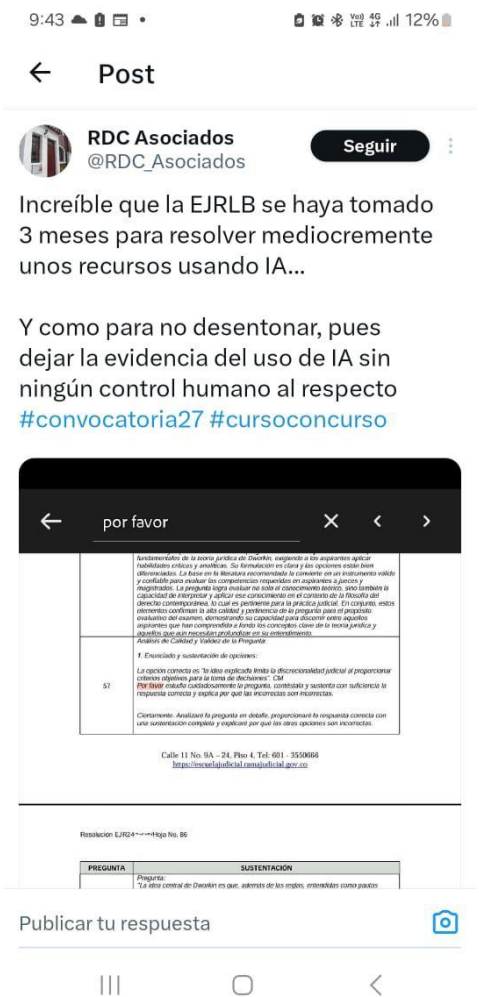 9:43
Vo)) LTE 4G 12%
Post
RDC Asociados
@RDC_Asociados
Seguir
Increíble que la EJRLB se haya tomado
3 meses para resolver mediocremente
unos recursos usando IA...
Y como para no desentonar, pues
dejar la evidencia del uso de IA sin
ningún control humano al respecto
#convocatoria27 #cursoconcurso
por favor
fundamentales de la teoría jurídica de Dworkin, exigiendo a los aspirantes aplicar
habilidades críticas y analíticas. Su formulación es clara y las opciones están bien
diferenciadas. La base en la literatura recomendada la convierte en un instrumento válido
y confiable para evaluar las competencias requeridas en aspirantes a jueces y
magistrados. La pregunta logra evaluar no solo el conocimiento teórico, sino también la
capacidad de interpretar y aplicar ese conocimiento en el contexto de la filosofía del
derecho contemporánea, lo cual es pertinente para la práctica judicial. En conjunto, estos
elementos confirman la alta calidad y pertinencia de la pregunta para el propósito
evaluativo del examen, demostrando su capacidad para discernir entre aquellos
aspirantes que han comprendido a fondo los conceptos clave de la teoría jurídica y
aquellos que aún necesitan profundizar en su entendimiento.
Análisis de Calidad y Validez de la Pregunta:
1. Enunciado y sustentación de opciones:
La opción correcta es "la idea explicada limita la discrecionalidad judicial al proporcionar
criterios objetivos para la toma de decisiones". CM
57
Por favor estudia cuidadosamente la pregunta, contéstala y sustenta con suficiencia la
respuesta correcta y explica por qué las incorrectas son incorrectas.
Ciertamente. Analizaré la pregunta en detalle, proporcionaré la respuesta correcta con
una sustentación completa y explicaré por qué las otras opciones son incorrectas.
Calle 11 No. 9A – 24, Piso 4, Tel: 601 - 3550666
https://escuelajudicial.ramajudicial.gov.co
Resolución EJR24 Hoja No. 86
PREGUNTA SUSTENTACIÓN
Pregunta:
"La idea central de Dworkin es que, además de las reglas, entendidas como pautas
Publicar tu respuesta